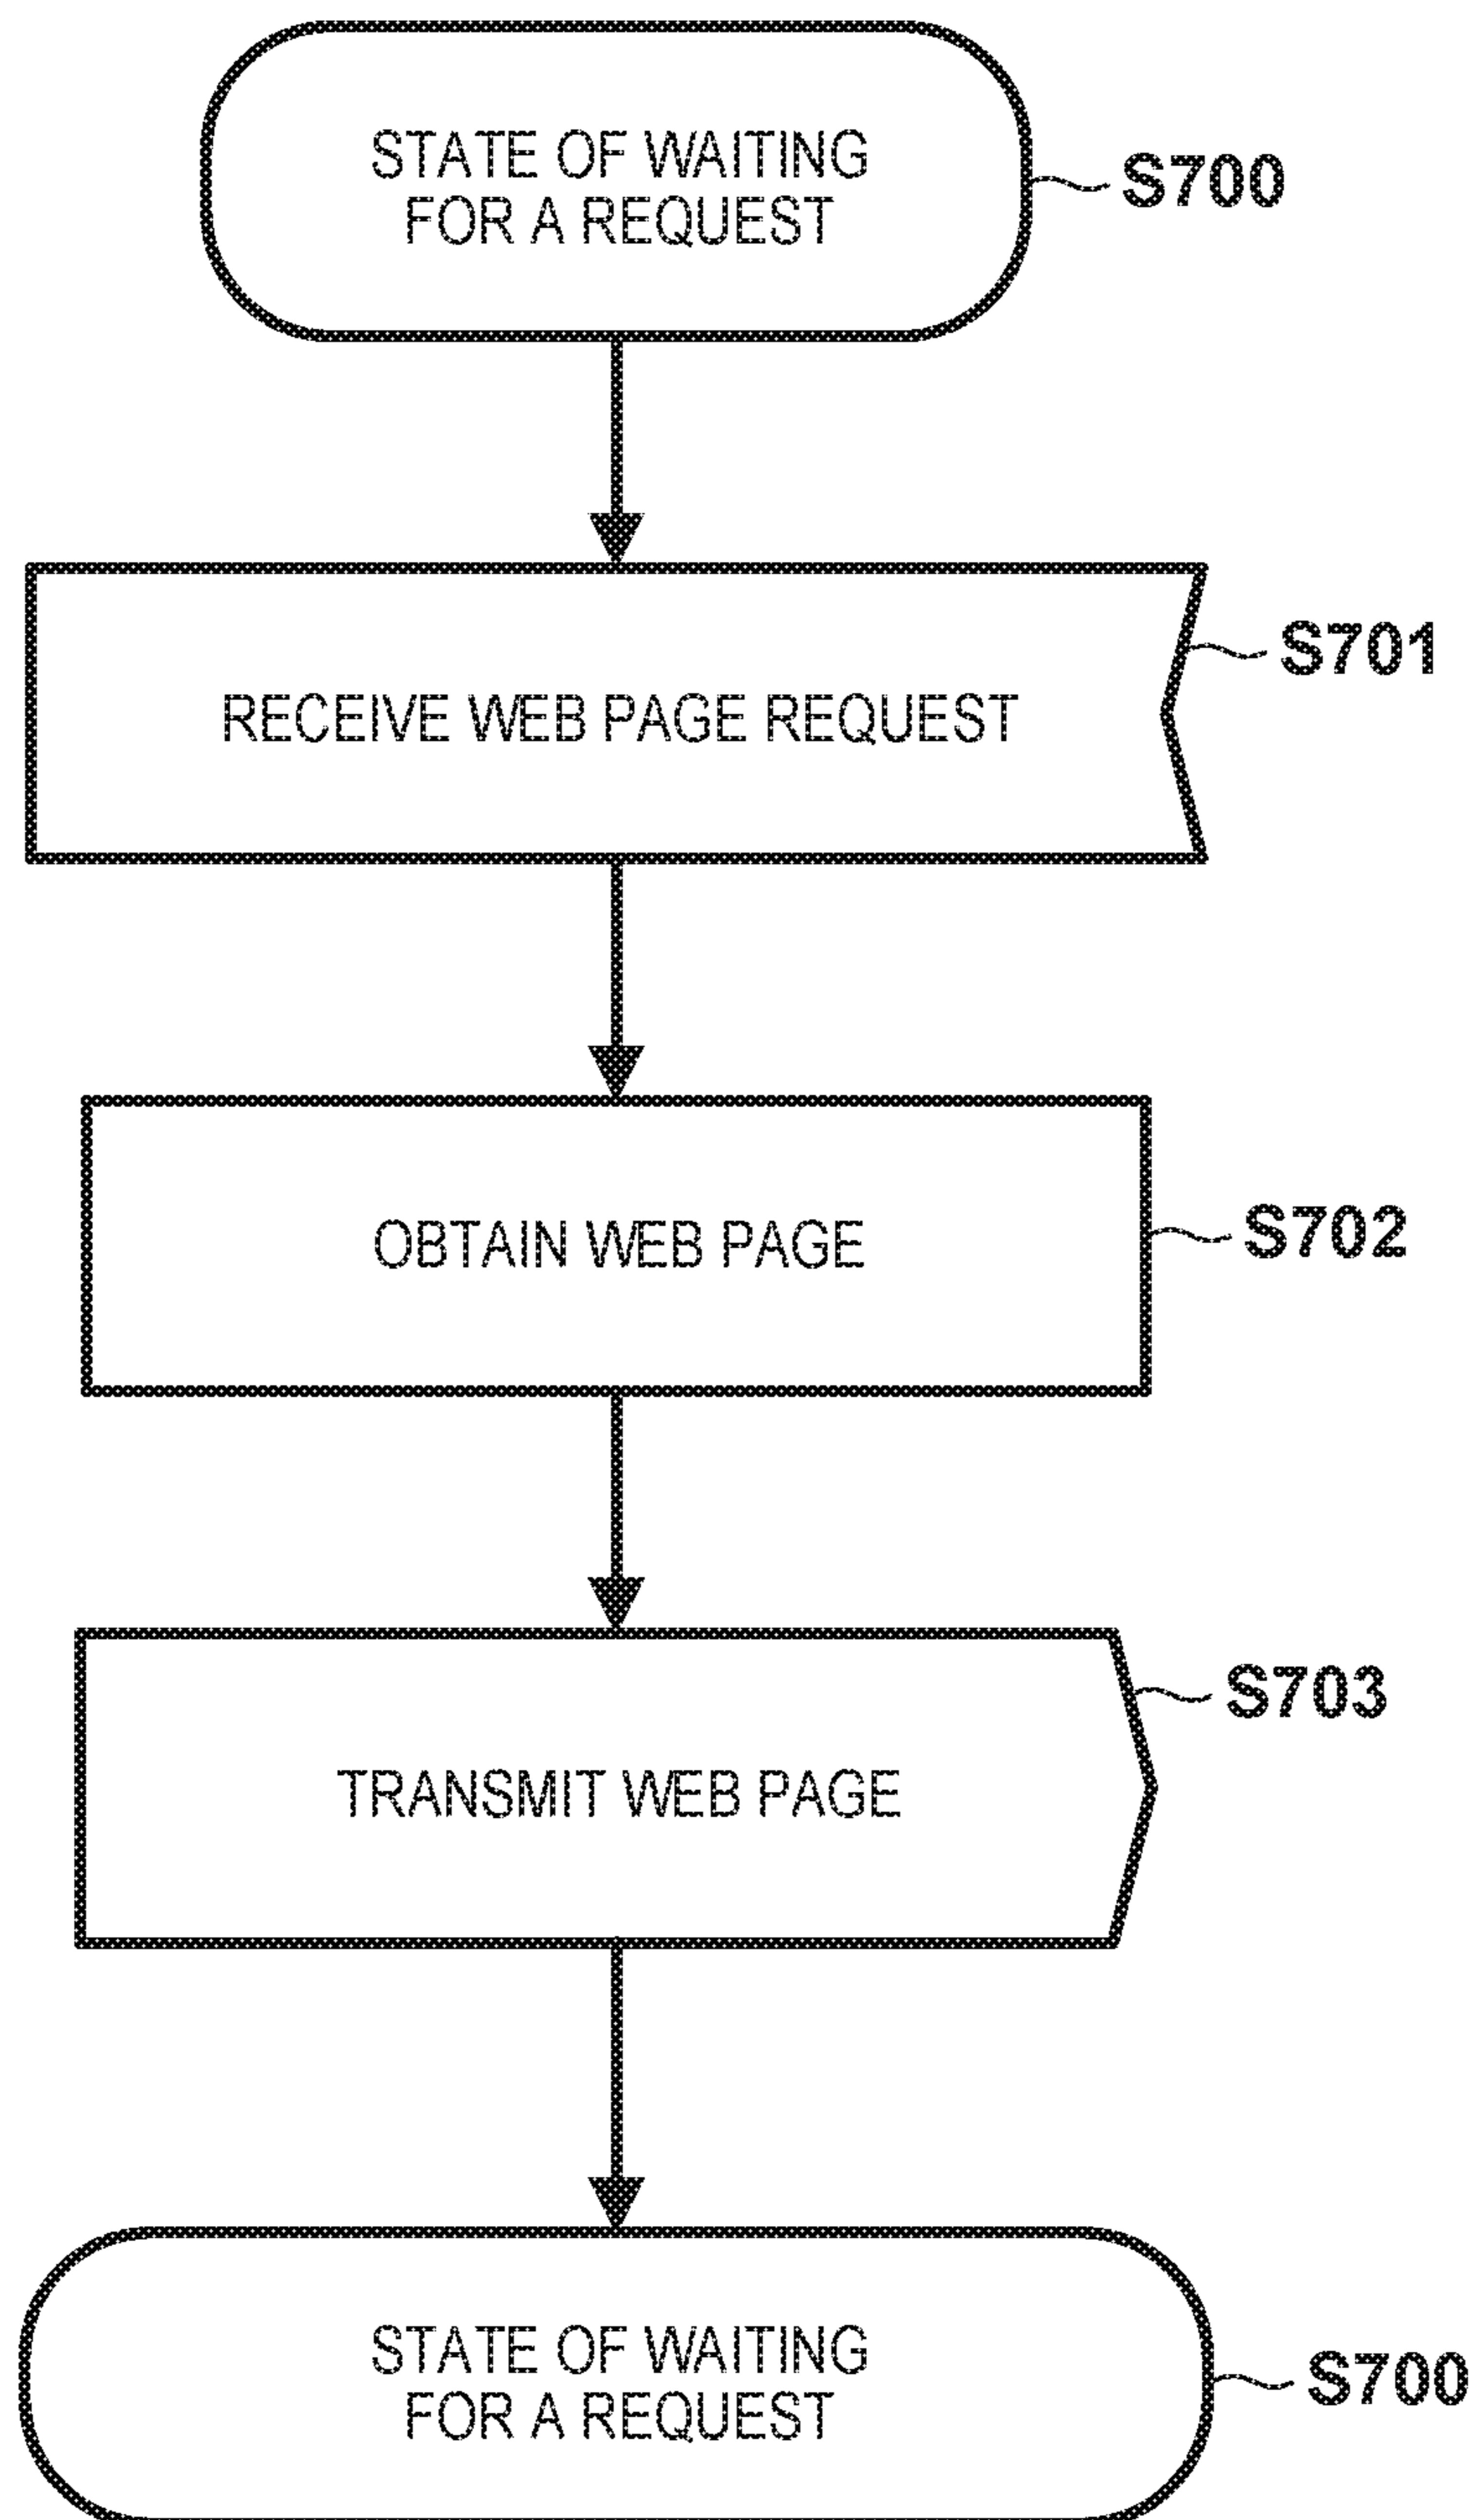 STATE OF WAITING
FOR A REQUEST
S700
RECEIVE WEB PAGE REQUEST
S701
OBTAIN WEB PAGE
S702
TRANSMIT WEB PAGE
S703
STATE OF WAITING
FOR A REQUEST
S700